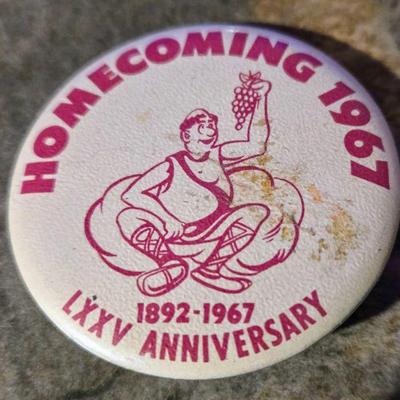 HOMECOMING 1967
1892-1967
LXXV ANNIVERSARY